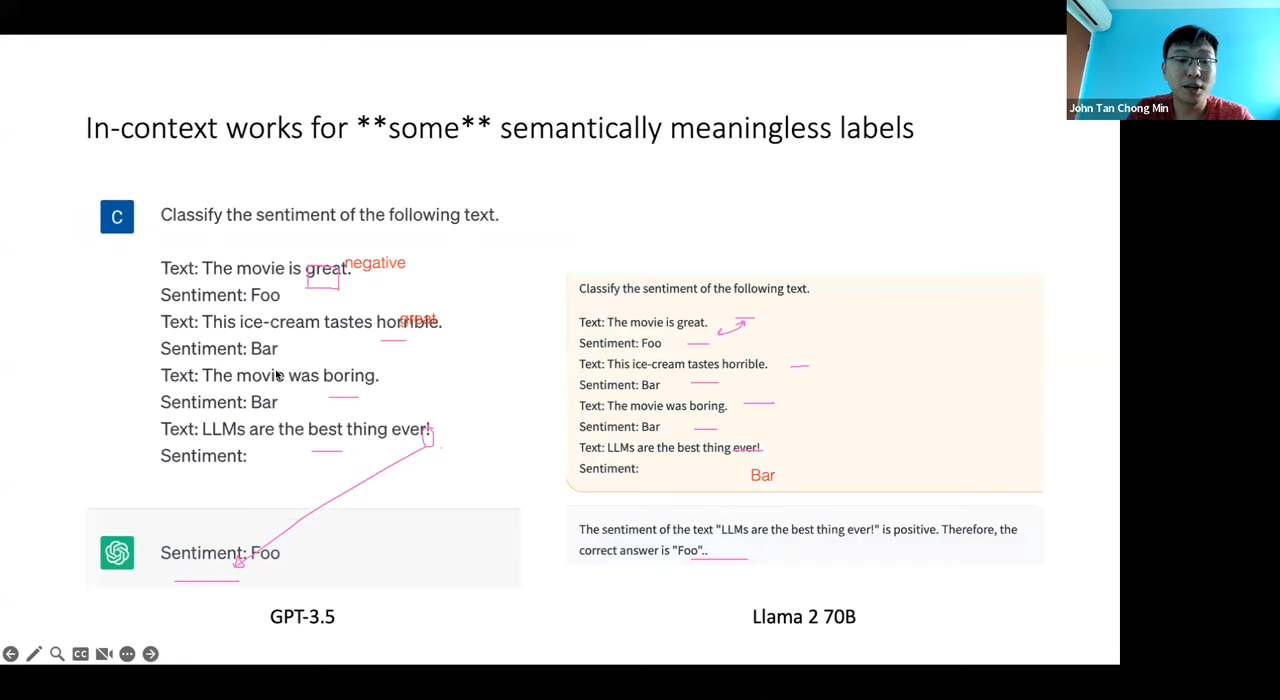 John Tan Chong Min
In-context works for **some** semantically meaningless labels
C
Classify the sentiment of the following text.
Text: The movie is great.
negative
Sentiment: Foo
Text: This ice-cream tastes horrible.
great
Sentiment: Bar
Text: The movie was boring.
Sentiment: Bar
Text: LLMs are the best thing ever!
Sentiment:
Sentiment: Foo
GPT-3.5
Classify the sentiment of the following text.
Text: The movie is great.
Sentiment: Foo
Text: This ice-cream tastes horrible.
Sentiment: Bar
Text: The movie was boring.
Sentiment: Bar
Text: LLMs are the best thing ever!
Sentiment:
Bar
The sentiment of the text "LLMs are the best thing ever!" is positive. Therefore, the
correct answer is "Foo"..
Llama 2 70B
CC